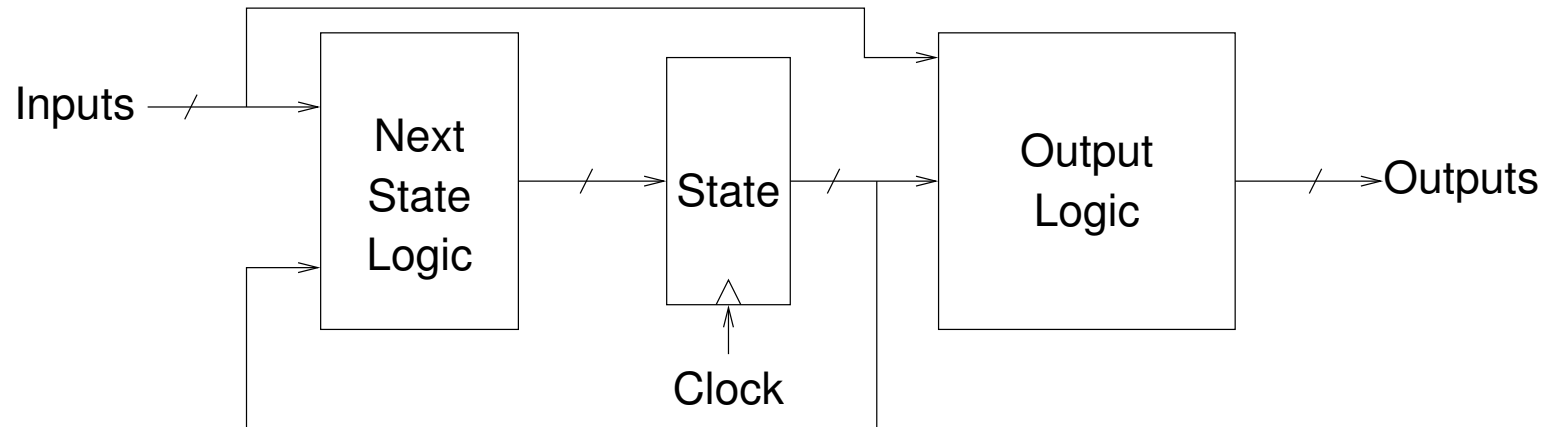 Inputs
Next
State
Logic
State
Clock
Output
Logic
Outputs